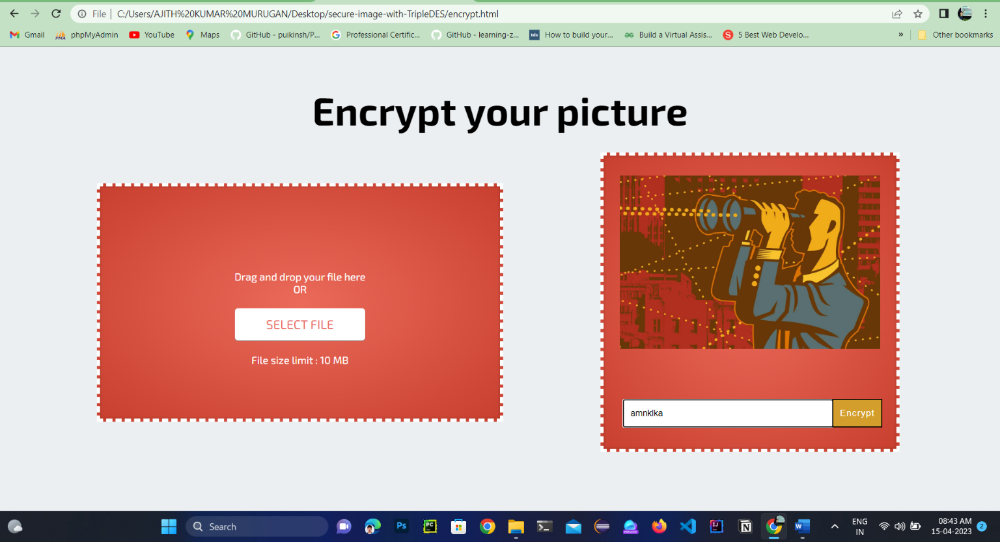 File | C:/Users/AJITH%20KUMAR%20MURUGAN/Desktop/secure-image-with-TripleDES/encrypt.html
Gmail phpMyAdmin YouTube Maps GitHub - puikinsh/P... Professional Certific... GitHub - learning-z... How to build your... Build a Virtual Assis... 5 Best Web Develo... » Other bookmarks
Encrypt your picture
Drag and drop your file here
OR
SELECT FILE
File size limit : 10 MB
amnklka
Encrypt
Search
ENG
IN
08:43 AM
15-04-2023
2